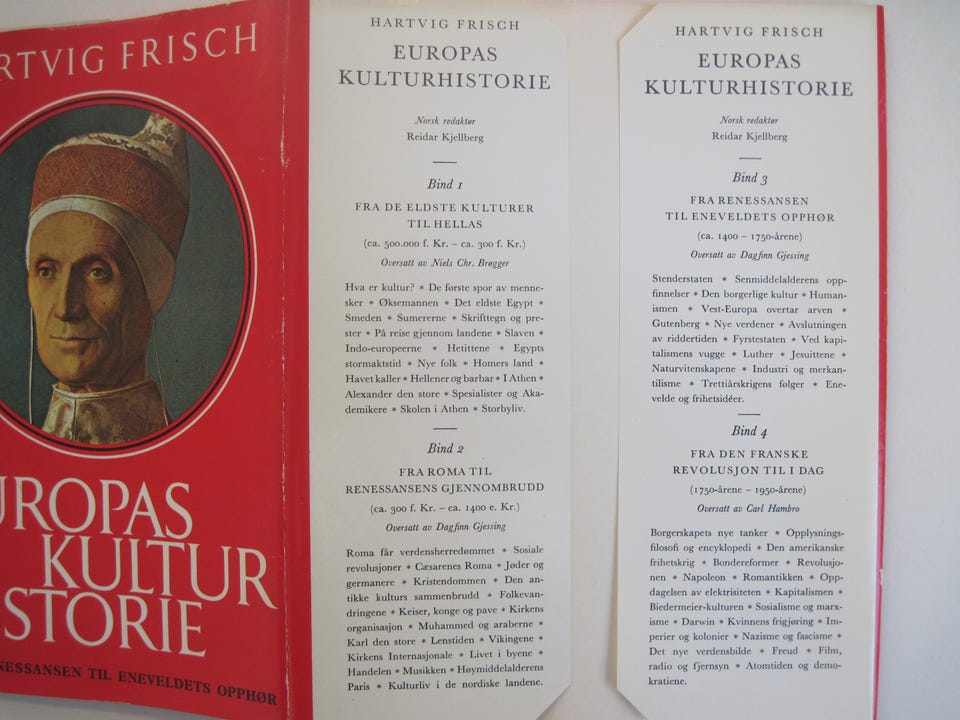 RTVIG FRISCH
UROPAS
KULTUR
STORIE
NESSANSEN TIL ENEVELDETS OPPHØR
HARTVIG FRISCH
EUROPAS
KULTURHISTORIE
Norsk redaktør
Reidar Kjellberg
Bind 1
FRA DE ELDSTE KULTURER
TIL HELLAS
(ca. 500.000 f. Kr. – ca. 300 f. Kr.)
Oversatt av Niels Chr. Brøgger
Hva er kultur? * De første spor av menne-
sker * Øksemannen * Det eldste Egypt *
Smeden * Sumererne * Skrifttegn og pre-
ster * På reise gjennom landene * Slaven *
Indo-europeerne * Hetittene * Egypts
stormaktstid * Nye folk * Homers land *
Havet kaller * Hellener og barbar * I Athen *
Alexander den store * Spesialister og Aka-
demikere * Skolen i Athen * Storbyliv.
Bind 2
FRA ROMA TIL
RENESSANSENS GJENNOMBRUDD
(ca. 300 f. Kr. – ca. 1400 e. Kr.)
Oversatt av Dagfinn Gjessing
Roma får verdensherredømmet * Sosiale
revolusjoner * Cæsarenes Roma * Jøder og
germanere * Kristendommen * Den an-
tikke kulturs sammenbrudd * Folkevan-
dringene * Keiser, konge og pave * Kirkens
organisasjon * Muhammed og araberne *
Karl den store * Lenstiden * Vikingene *
Kirkens Internasjonale * Livet i byene *
Handelen * Musikken * Høymiddelalderens
Paris * Kulturliv i de nordiske landene.
HARTVIG FRISCH
EUROPAS
KULTURHISTORIE
Norsk redaktør
Reidar Kjellberg
Bind 3
FRA RENESSANSEN
TIL ENEVELDETS OPPHØR
(ca. 1400 – 1750-årene)
Oversatt av Dagfinn Gjessing
Stenderstaten * Senmiddelalderens opp-
finnelser * Den borgerlige kultur * Human-
ismen * Vest-Europa overtar arven *
Gutenberg * Nye verdener * Avslutningen
av riddertiden * Fyrstestaten * Ved kapi-
talismens vugge * Luther * Jesuittene *
Naturvitenskapene * Industri og merkan-
tilisme * Trettiårskrigens følger * Ene-
velde og frihetsidéer.
Bind 4
FRA DEN FRANSKE
REVOLUSJON TIL I DAG
(1750-årene – 1950-årene)
Oversatt av Carl Hambro
Borgerskapets nye tanker * Opplysnings-
filosofi og encyklopedi * Den amerikanske
frihetskrig * Bondereformer * Revolusjo-
nen * Napoleon * Romantikken * Opp-
dagelsen av elektrisiteten * Kapitalismen *
Biedermeier-kulturen * Sosialisme og marx-
isme * Darwin * Kvinnens frigjøring * Im-
perier og kolonier * Nazisme og fascisme *
Det nye verdensbilde * Freud * Film,
radio og fjernsyn * Atomtiden og demo-
kratiene.